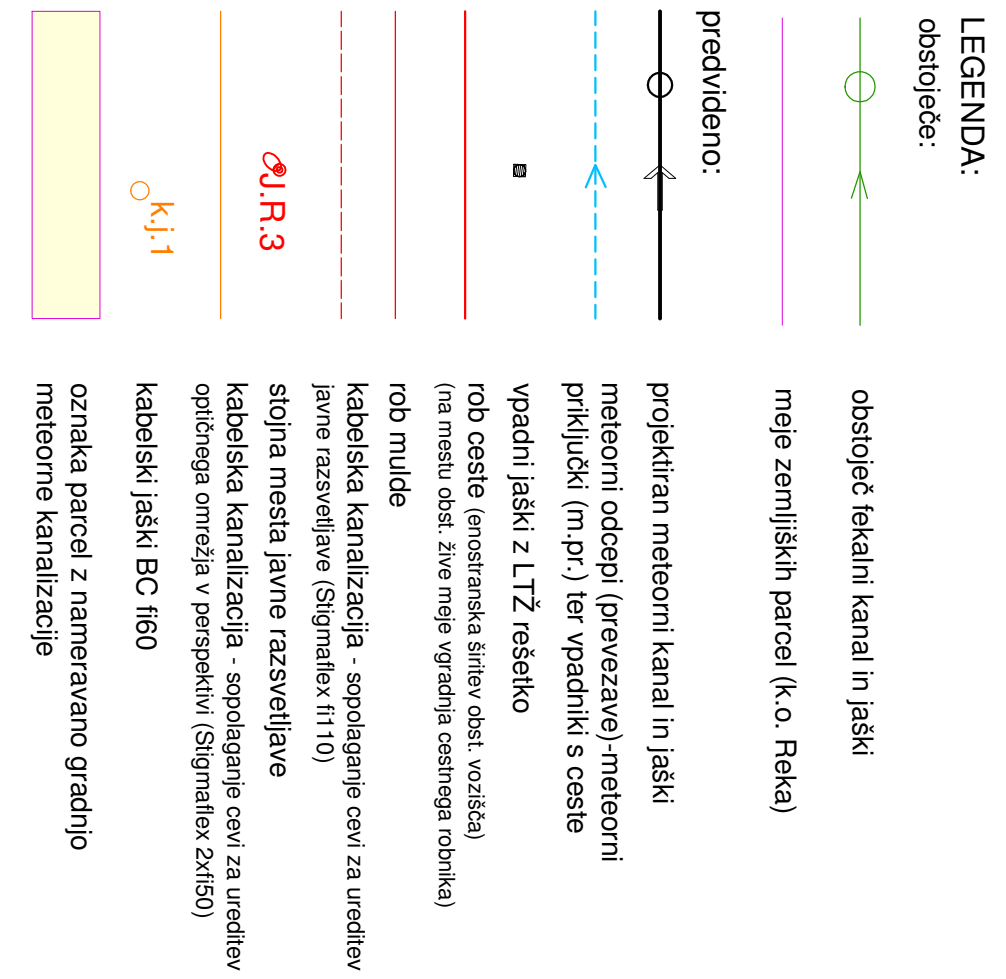 LEGENDA:
obstoječe:
obstoječ fekalni kanal in jaški
meje zemljiških parcel (k.o. Reka)
predvideno:
projektiran meteorni kanal in jaški
meteorni odcepi (prevezave)-meteorni
priključki (m.pr.) ter vpadniki s ceste
vpadni jaški z LTŽ rešetko
rob ceste (enostranska širitev obst. vozišča)
(na mestu obst. žive meje vgradnja cestnega robnika)
rob mulde
kabelska kanalizacija - sopolaganje cevi za ureditev
javne razsvetljave (Stigmaflex fi110)
J.R.3
stojna mesta javne razsvetljave
kabelska kanalizacija - sopolaganje cevi za ureditev
optičnega omrežja v perspektivi (Stigmaflex 2xfi50)
k.j.1
kabelski jaški BC fi60
oznaka parcel z nameravano gradnjo
meteorne kanalizacije